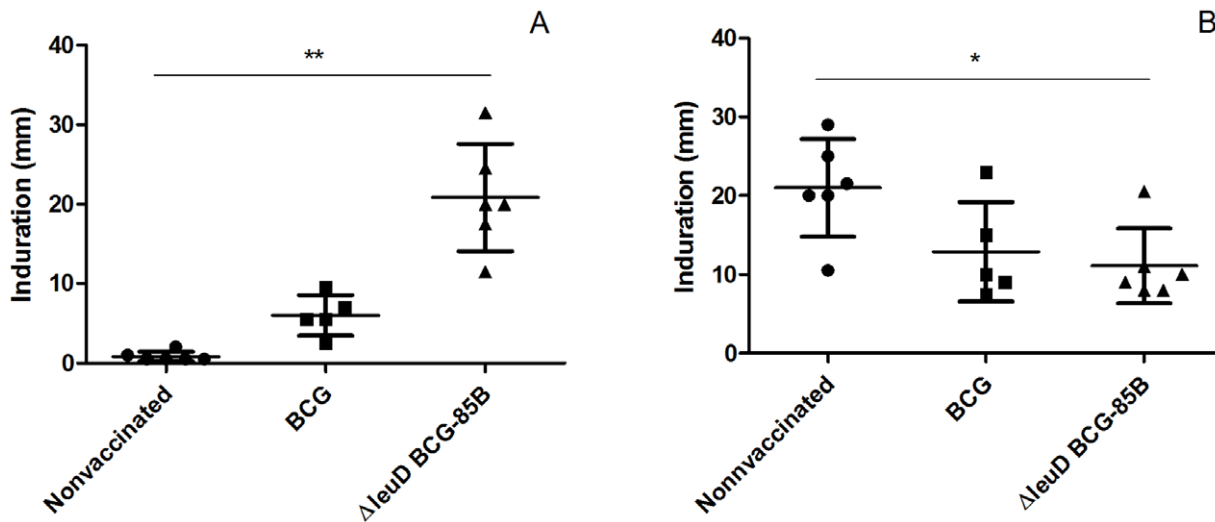 A
**
40
30
20
10
0
Induration (mm)
Nonvaccinated
BCG
ΔleuD BCG-85B
B
*
40
30
20
10
0
Induration (mm)
Nonnvaccinated
BCG
ΔleuD BCG-85B